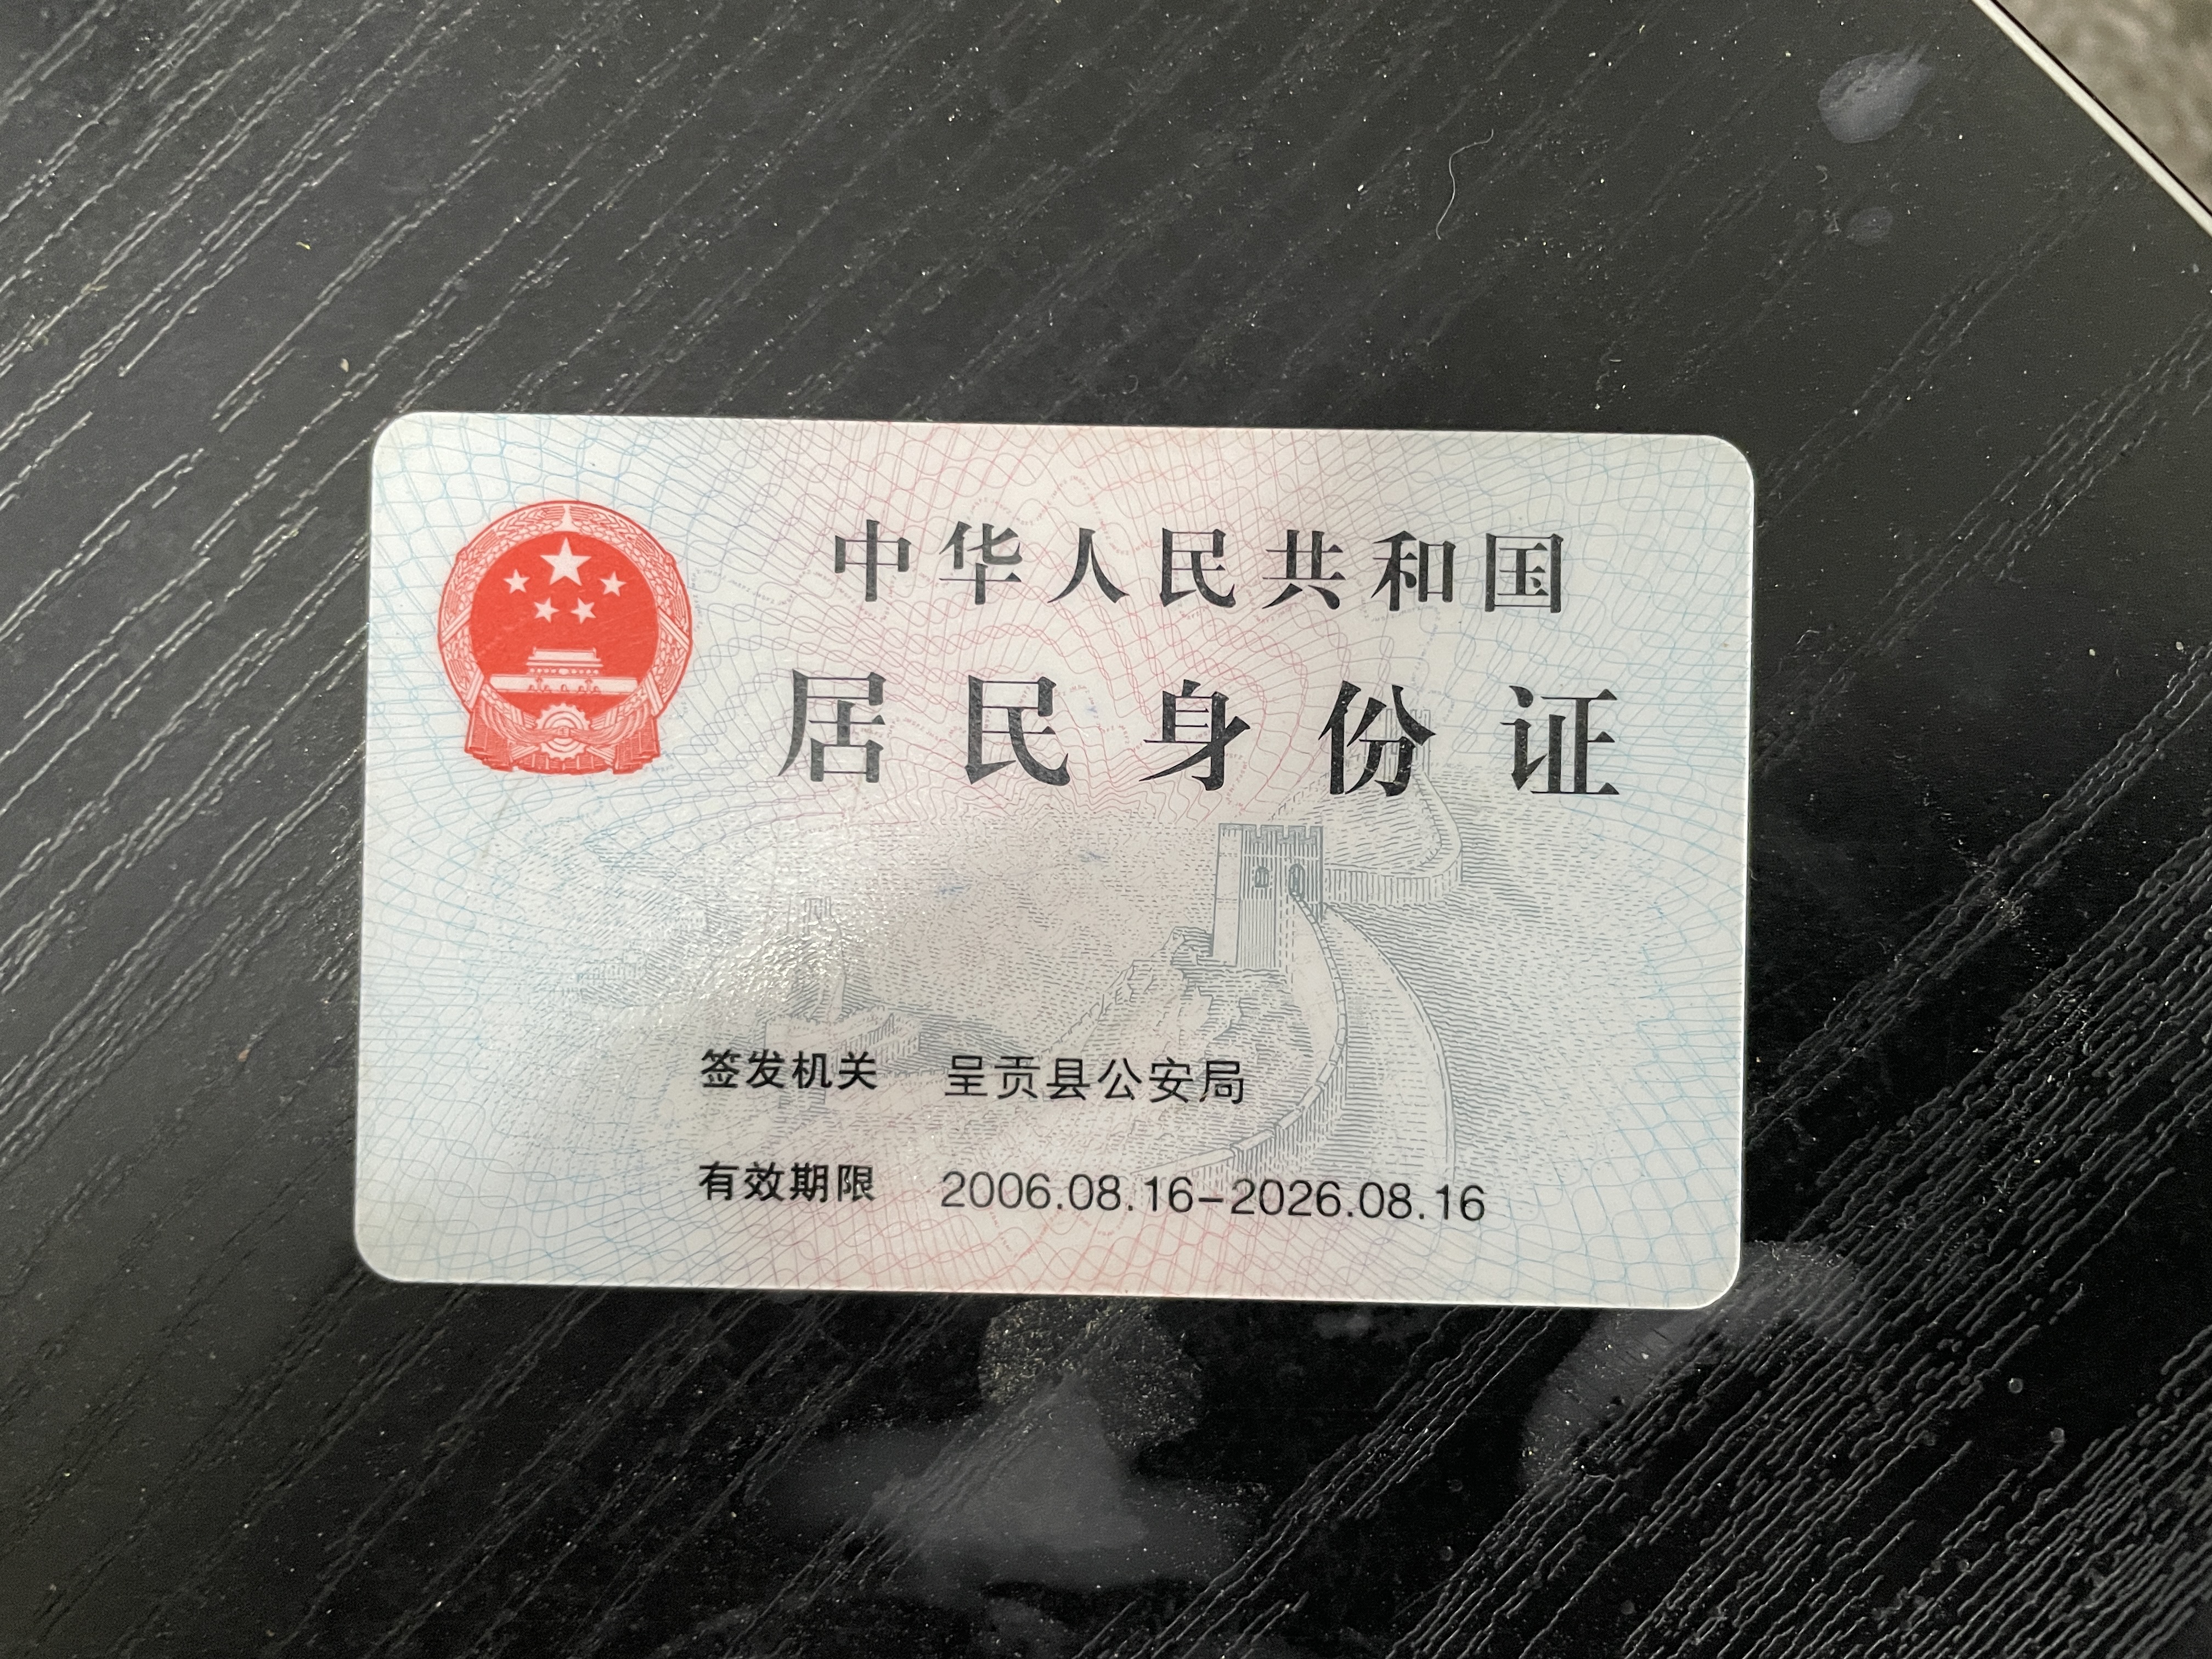 中华人民共和国
居民身份证
签发机关 呈贡县公安局
有效期限 2006.08.16-2026.08.16